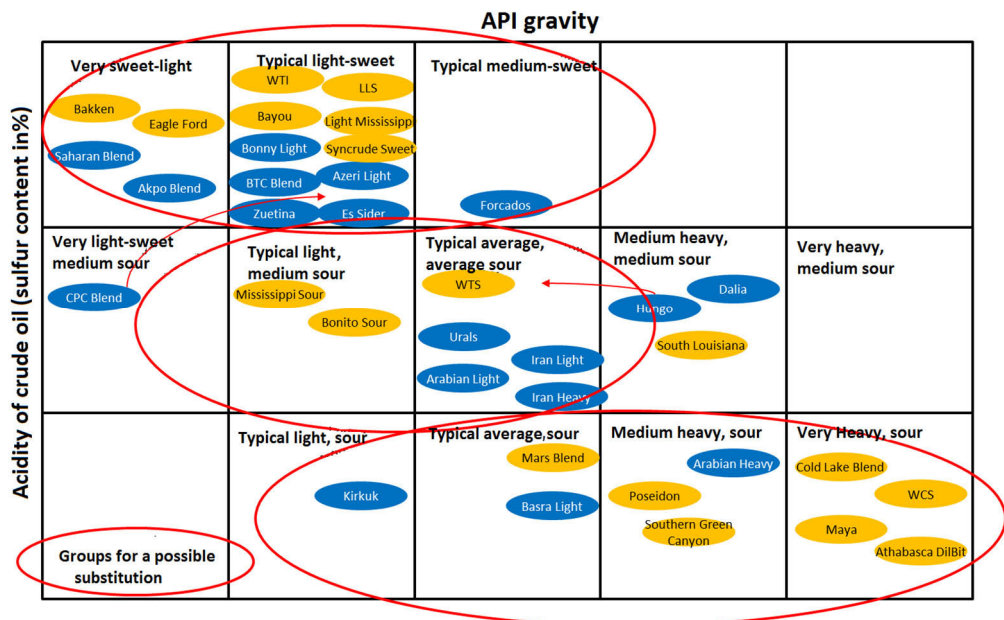 API gravity
Acidity of crude oil (sulfur content in%)
Very sweet-light
Bakken
Eagle Ford
Saharan Blend
Akpo Blend
Typical light-sweet
WTI
LLS
Bayou
Light Mississippi
Bonny Light
Syncrude Sweet
BTC Blend
Azeri Light
Zuetina
Es Sider
Typical medium-sweet
Forcados
Very light-sweet
medium sour
CPC Blend
Typical light,
medium sour
Mississippi Sour
Bonito Sour
Typical average,
average sour
WTS
Urals
Iran Light
Arabian Light
Iran Heavy
Medium heavy,
medium sour
Dalia
Hungo
South Louisiana
Very heavy,
medium sour
Typical light, sour
Kirkuk
Typical average,sour
Mars Blend
Basra Light
Medium heavy, sour
Arabian Heavy
Poseidon
Southern Green
Canyon
Very Heavy, sour
Cold Lake Blend
WCS
Maya
Athabasca DilBit
Groups for a possible
substitution